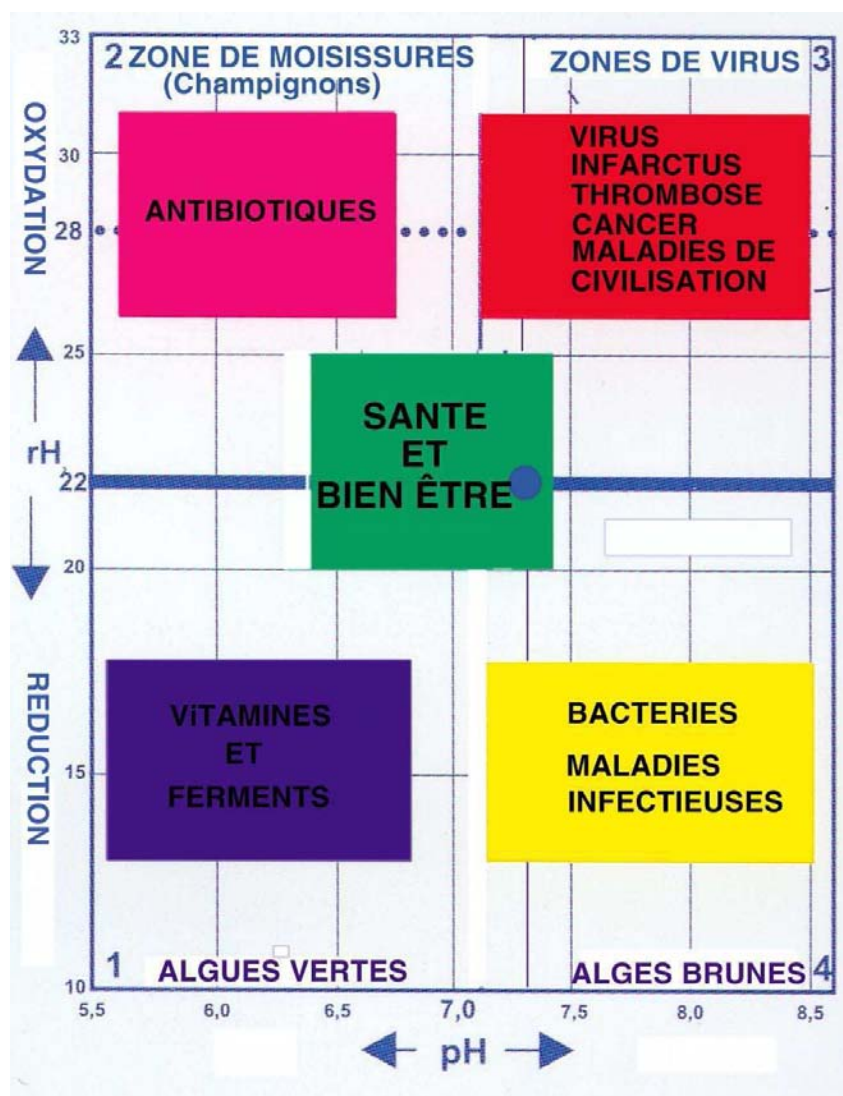 33
2 ZONE DE MOISISSURES
(Champignons)
ZONES DE VIRUS 3
OXYDATION
30
28
25
ANTIBIOTIQUES
VIRUS
INFARCTUS
THROMBOSE
CANCER
MALADIES DE
CIVILISATION
rH
22
20
SANTE
ET
BIEN ÊTRE
REDUCTION
15
10
ViTAMINES
ET
FERMENTS
BACTERIES
MALADIES
INFECTIEUSES
1 ALGUES VERTES
ALGES BRUNES 4
5,5 6,0 6,5 7,0 7,5 8,0 8,5
pH